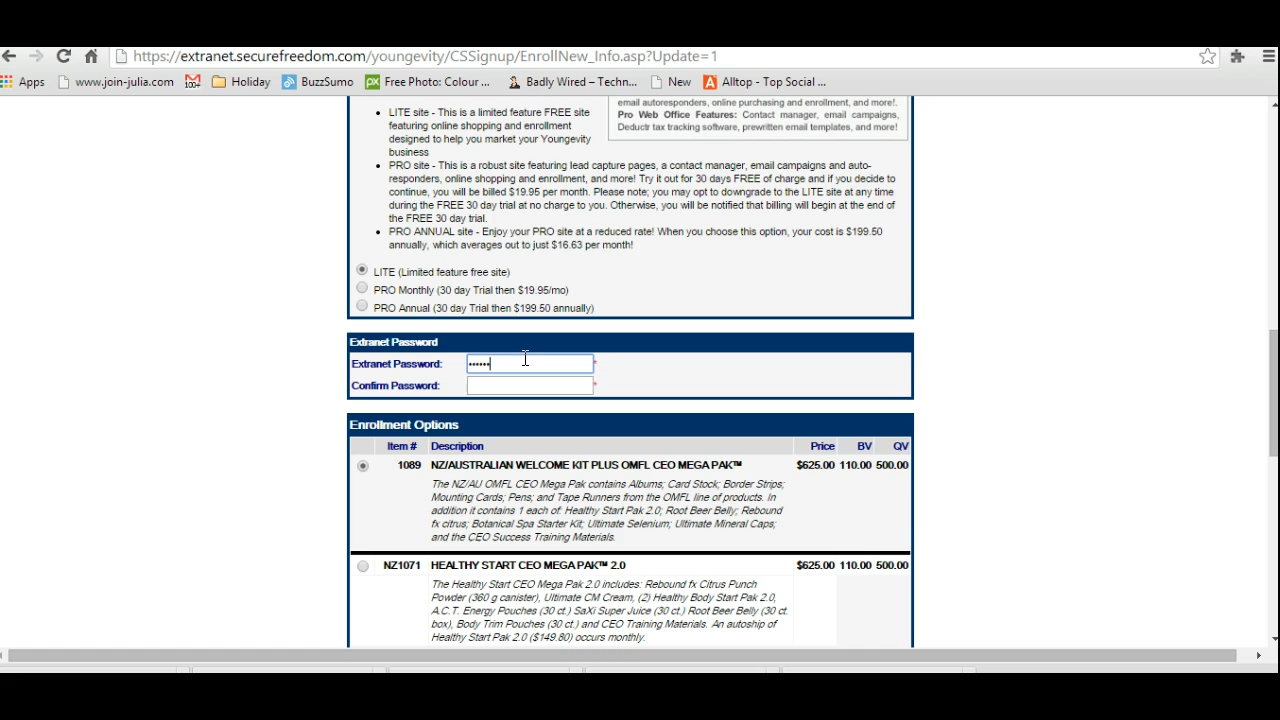 https://extranet.securefreedom.com/youngevity/CSSignup/EnrollNew_Info.asp?Update=1
Apps www.join-julia.com 100+ Holiday BuzzSumo px Free Photo: Colour ... Badly Wired – Techn... New A Alltop - Top Social ...
email autoresponders, online purchasing and enrollment, and more!.
Pro Web Office Features: Contact manager, email campaigns,
Deductr tax tracking software, prewritten email templates, and more!
• LITE site - This is a limited feature FREE site
featuring online shopping and enrollment
designed to help you market your Youngevity
business
• PRO site - This is a robust site featuring lead capture pages, a contact manager, email campaigns and auto-
responders, online shopping and enrollment, and more! Try it out for 30 days FREE of charge and if you decide to
continue, you will be billed $19.95 per month. Please note; you may opt to downgrade to the LITE site at any time
during the FREE 30 day trial at no charge to you. Otherwise, you will be notified that billing will begin at the end of
the FREE 30 day trial.
• PRO ANNUAL site - Enjoy your PRO site at a reduced rate! When you choose this option, your cost is $199.50
annually, which averages out to just $16.63 per month!
LITE (Limited feature free site)
PRO Monthly (30 day Trial then $19.95/mo)
PRO Annual (30 day Trial then $199.50 annually)
Extranet Password
Extranet Password: •••••• *
Confirm Password: *
Enrollment Options
Item # Description Price BV QV
1089 NZ/AUSTRALIAN WELCOME KIT PLUS OMFL CEO MEGA PAK™ $625.00 110.00 500.00
The NZ/AU OMFL CEO Mega Pak contains Albums; Card Stock; Border Strips;
Mounting Cards; Pens; and Tape Runners from the OMFL line of products. In
addition it contains 1 each of: Healthy Start Pak 2.0; Root Beer Belly; Rebound
fx citrus; Botanical Spa Starter Kit; Ultimate Selenium; Ultimate Mineral Caps;
and the CEO Success Training Materials.
NZ1071 HEALTHY START CEO MEGA PAK™ 2.0 $625.00 110.00 500.00
The Healthy Start CEO Mega Pak 2.0 includes: Rebound fx Citrus Punch
Powder (360 g canister), Ultimate CM Cream, (2) Healthy Body Start Pak 2.0,
A.C.T. Energy Pouches (30 ct.) SaXi Super Juice (30 ct.) Root Beer Belly (30 ct.
box), Body Trim Pouches (30 ct.) and CEO Training Materials. An autoship of
Healthy Start Pak 2.0 ($149.80) occurs monthly.